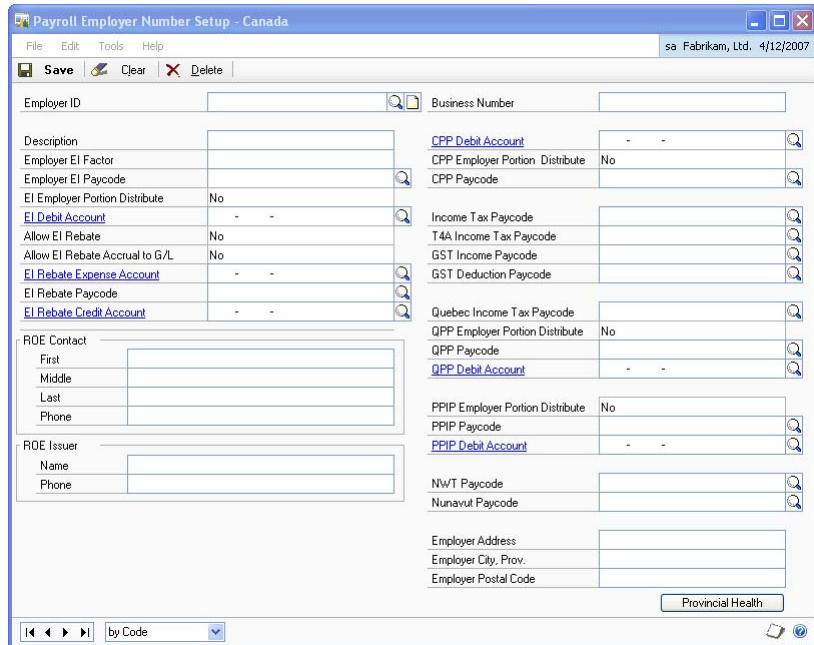 Payroll Employer Number Setup - Canada
File Edit Tools Help
sa Fabrikam, Ltd. 4/12/2007
Save Clear Delete
Employer ID
Description
Employer EI Factor
Employer EI Paycode
EI Employer Portion Distribute No
EI Debit Account - -
Allow EI Rebate No
Allow EI Rebate Accrual to G/L No
EI Rebate Expense Account - -
EI Rebate Paycode
EI Rebate Credit Account - -
ROE Contact
First
Middle
Last
Phone
ROE Issuer
Name
Phone
Business Number
CPP Debit Account - -
CPP Employer Portion Distribute No
CPP Paycode
Income Tax Paycode
T4A Income Tax Paycode
GST Income Paycode
GST Deduction Paycode
Quebec Income Tax Paycode
QPP Employer Portion Distribute No
QPP Paycode
QPP Debit Account - -
PPIP Employer Portion Distribute No
PPIP Paycode
PPIP Debit Account - -
NWT Paycode
Nunavut Paycode
Employer Address
Employer City, Prov.
Employer Postal Code
Provincial Health
by Code